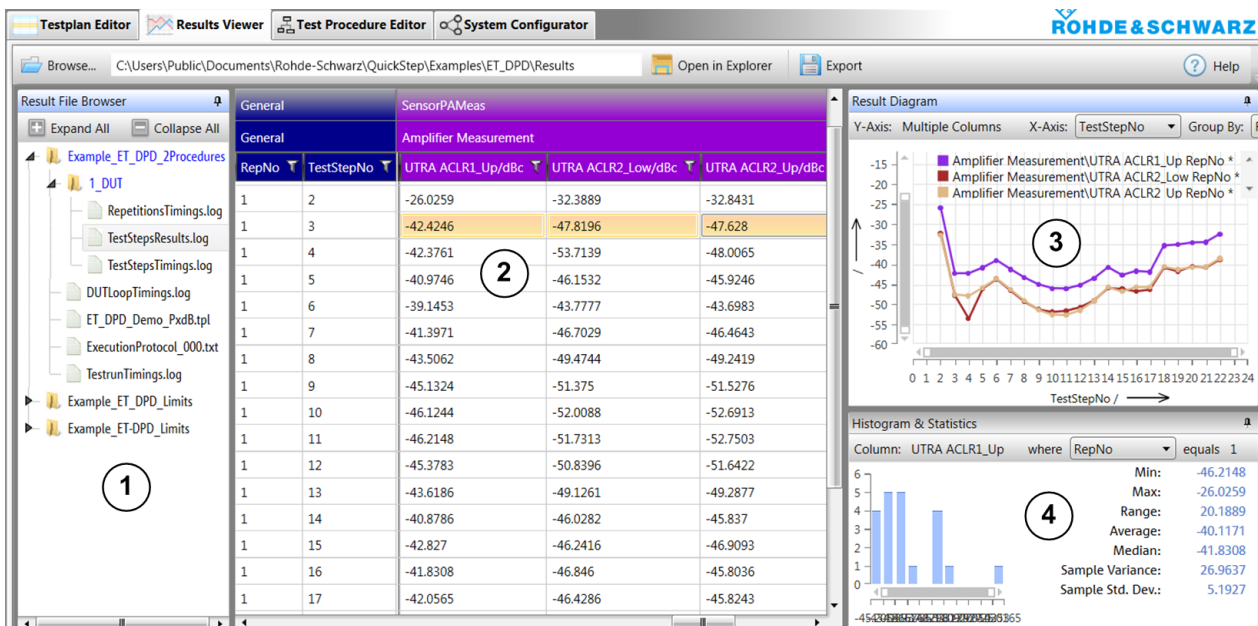 Testplan Editor Results Viewer Test Procedure Editor System Configurator
ROHDE&SCHWARZ
Browse... C:\Users\Public\Documents\Rohde-Schwarz\QuickStep\Examples\ET_DPD\Results Open in Explorer Export Help
Result File Browser
Expand All Collapse All
Example_ET_DPD_2Procedures
1_DUT
RepetitionsTimings.log
TestStepsResults.log
TestStepsTimings.log
DUTLoopTimings.log
ET_DPD_Demo_PxdB.tpl
ExecutionProtocol_000.txt
TestrunTimings.log
Example_ET_DPD_Limits
Example_ET-DPD_Limits
1
General SensorPAMeas
General Amplifier Measurement
RepNo TestStepNo UTRA ACLR1_Up/dBc UTRA ACLR2_Low/dBc UTRA ACLR2_Up/dBc
1 2 -26.0259 -32.3889 -32.8431
1 3 -42.4246 -47.8196 -47.628
1 4 -42.3761 -53.7139 -48.0065
1 5 -40.9746 -46.1532 -45.9246
1 6 -39.1453 -43.7777 -43.6983
1 7 -41.3971 -46.7029 -46.4643
1 8 -43.5062 -49.4744 -49.2419
1 9 -45.1324 -51.375 -51.5276
1 10 -46.1244 -52.0088 -52.6913
1 11 -46.2148 -51.7313 -52.7503
1 12 -45.3783 -50.8396 -51.6422
1 13 -43.6186 -49.1261 -49.2877
1 14 -40.8786 -46.0282 -45.837
1 15 -42.827 -46.2416 -46.9093
1 16 -41.8308 -46.846 -45.8036
1 17 -42.0565 -46.4286 -45.8243
2
Result Diagram
Y-Axis: Multiple Columns X-Axis: TestStepNo Group By:
Amplifier Measurement\UTRA ACLR1_Up RepNo *
Amplifier Measurement\UTRA ACLR2_Low RepNo *
Amplifier Measurement\UTRA ACLR2_Up RepNo *
-15
-20
-25
-30
-35
-40
-45
-50
-55
-60
/
3
0 1 2 3 4 5 6 7 8 9 10 11 12 13 14 15 16 17 18 19 20 21 22 23 24
TestStepNo /
Histogram & Statistics
Column: UTRA ACLR1_Up where RepNo equals 1
6
5
4
3
2
1
0
4
Min: -46.2148
Max: -26.0259
Range: 20.1889
Average: -40.1171
Median: -41.8308
Sample Variance: 26.9637
Sample Std. Dev.: 5.1927